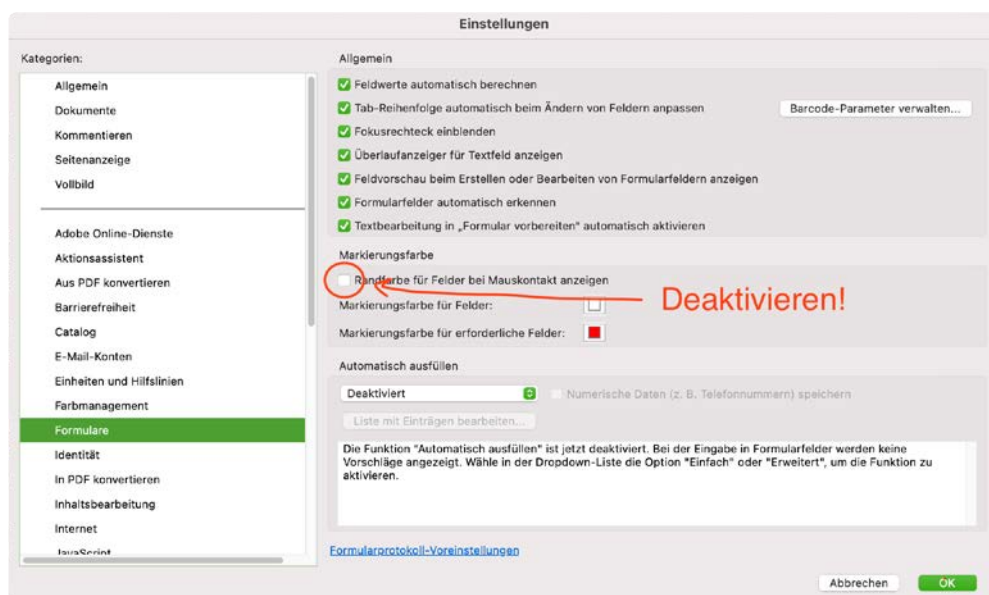 Einstellungen
Kategorien:
Allgemein
Dokumente
Kommentieren
Seitenanzeige
Vollbild
Adobe Online-Dienste
Aktionsassistent
Aus PDF konvertieren
Barrierefreiheit
Catalog
E-Mail-Konten
Einheiten und Hilfslinien
Farbmanagement
Formulare
Identität
In PDF konvertieren
Inhaltsbearbeitung
Internet
JavaScript
Allgemein
Feldwerte automatisch berechnen
Tab-Reihenfolge automatisch beim Ändern von Feldern anpassen
Barcode-Parameter verwalten...
Fokusrechteck einblenden
Überlaufanzeiger für Textfeld anzeigen
Feldvorschau beim Erstellen oder Bearbeiten von Formularfeldern anzeigen
Formularfelder automatisch erkennen
Textbearbeitung in „Formular vorbereiten" automatisch aktivieren
Markierungsfarbe
Randfarbe für Felder bei Mauskontakt anzeigen
Deaktivieren!
Markierungsfarbe für Felder:
Markierungsfarbe für erforderliche Felder:
Automatisch ausfüllen
Deaktiviert
Numerische Daten (z. B. Telefonnummern) speichern
Liste mit Einträgen bearbeiten...
Die Funktion "Automatisch ausfüllen" ist jetzt deaktiviert. Bei der Eingabe in Formularfelder werden keine
Vorschläge angezeigt. Wähle in der Dropdown-Liste die Option "Einfach" oder "Erweitert", um die Funktion zu
aktivieren.
Formularprotokoll-Voreinstellungen
Abbrechen
OK